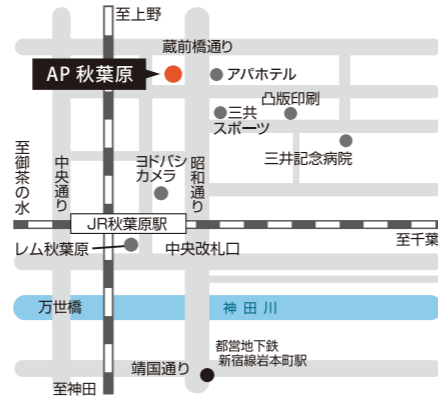 至上野
蔵前橋通り
AP 秋葉原
アパホテル
凸版印刷
三共
スポーツ
三井記念病院
至御茶の水
中央通り
ヨドバシ
カメラ
昭和通り
JR秋葉原駅
至千葉
レム秋葉原
中央改札口
万世橋
神田川
都営地下鉄
新宿線岩本町駅
靖国通り
至神田